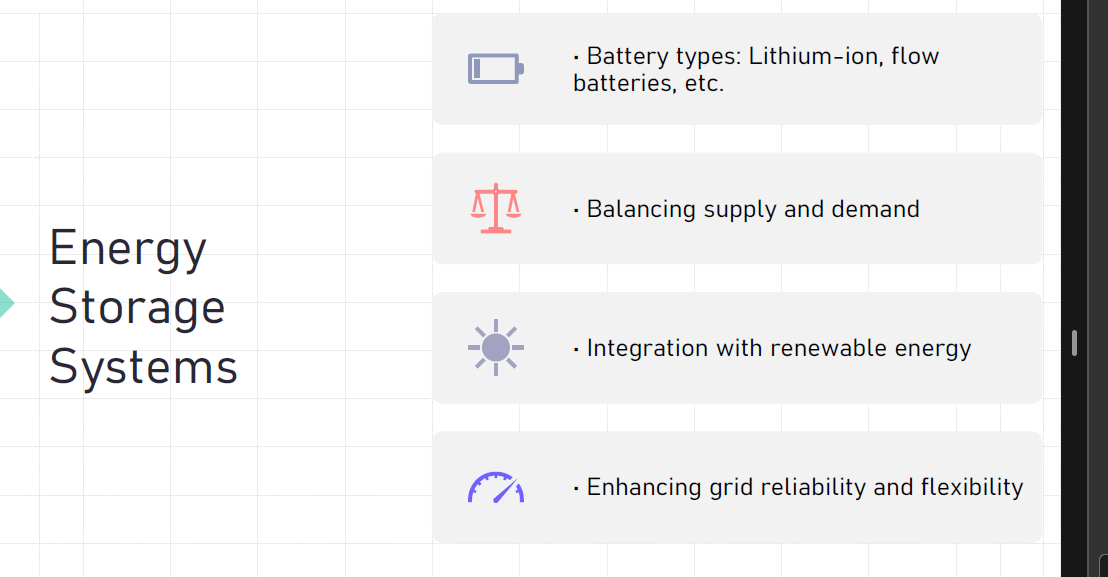 Energy
Storage
Systems
· Battery types: Lithium-ion, flow
batteries, etc.
· Balancing supply and demand
· Integration with renewable energy
· Enhancing grid reliability and flexibility